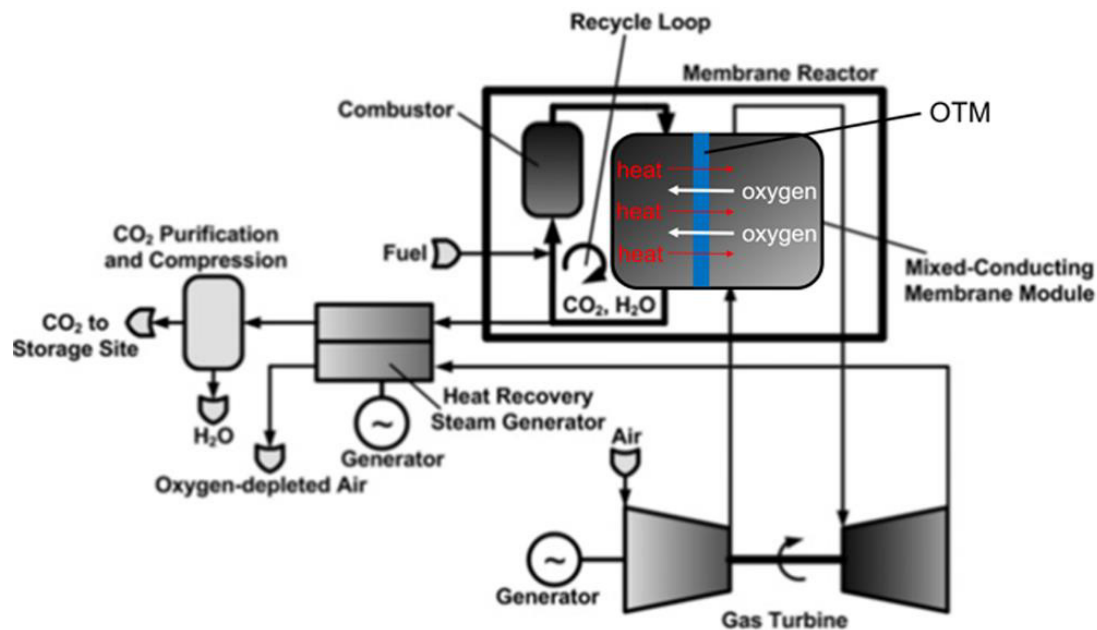 Recycle Loop
Membrane Reactor
Combustor
OTM
heat
oxygen
heat
oxygen
heat
CO₂ Purification
and Compression
Fuel
CO₂, H₂O
Mixed-Conducting
Membrane Module
CO₂ to
Storage Site
Heat Recovery
Steam Generator
H₂O
~
Generator
Air
Oxygen-depleted Air
~
Generator
Gas Turbine